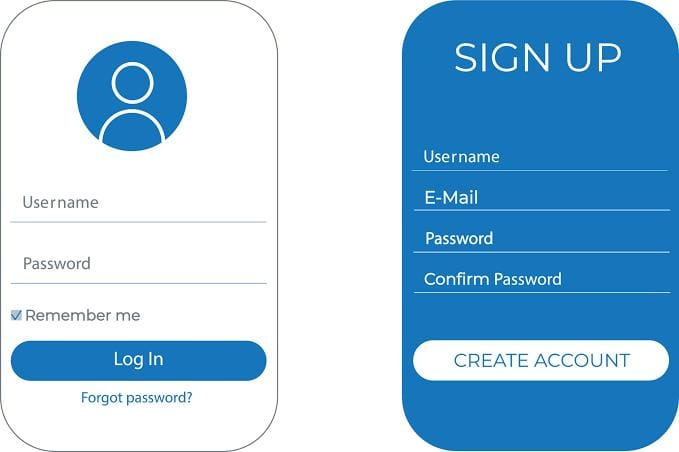 Username
Password
Remember me
Log In
Forgot password?
SIGN UP
Username
E-Mail
Password
Confirm Password
CREATE ACCOUNT